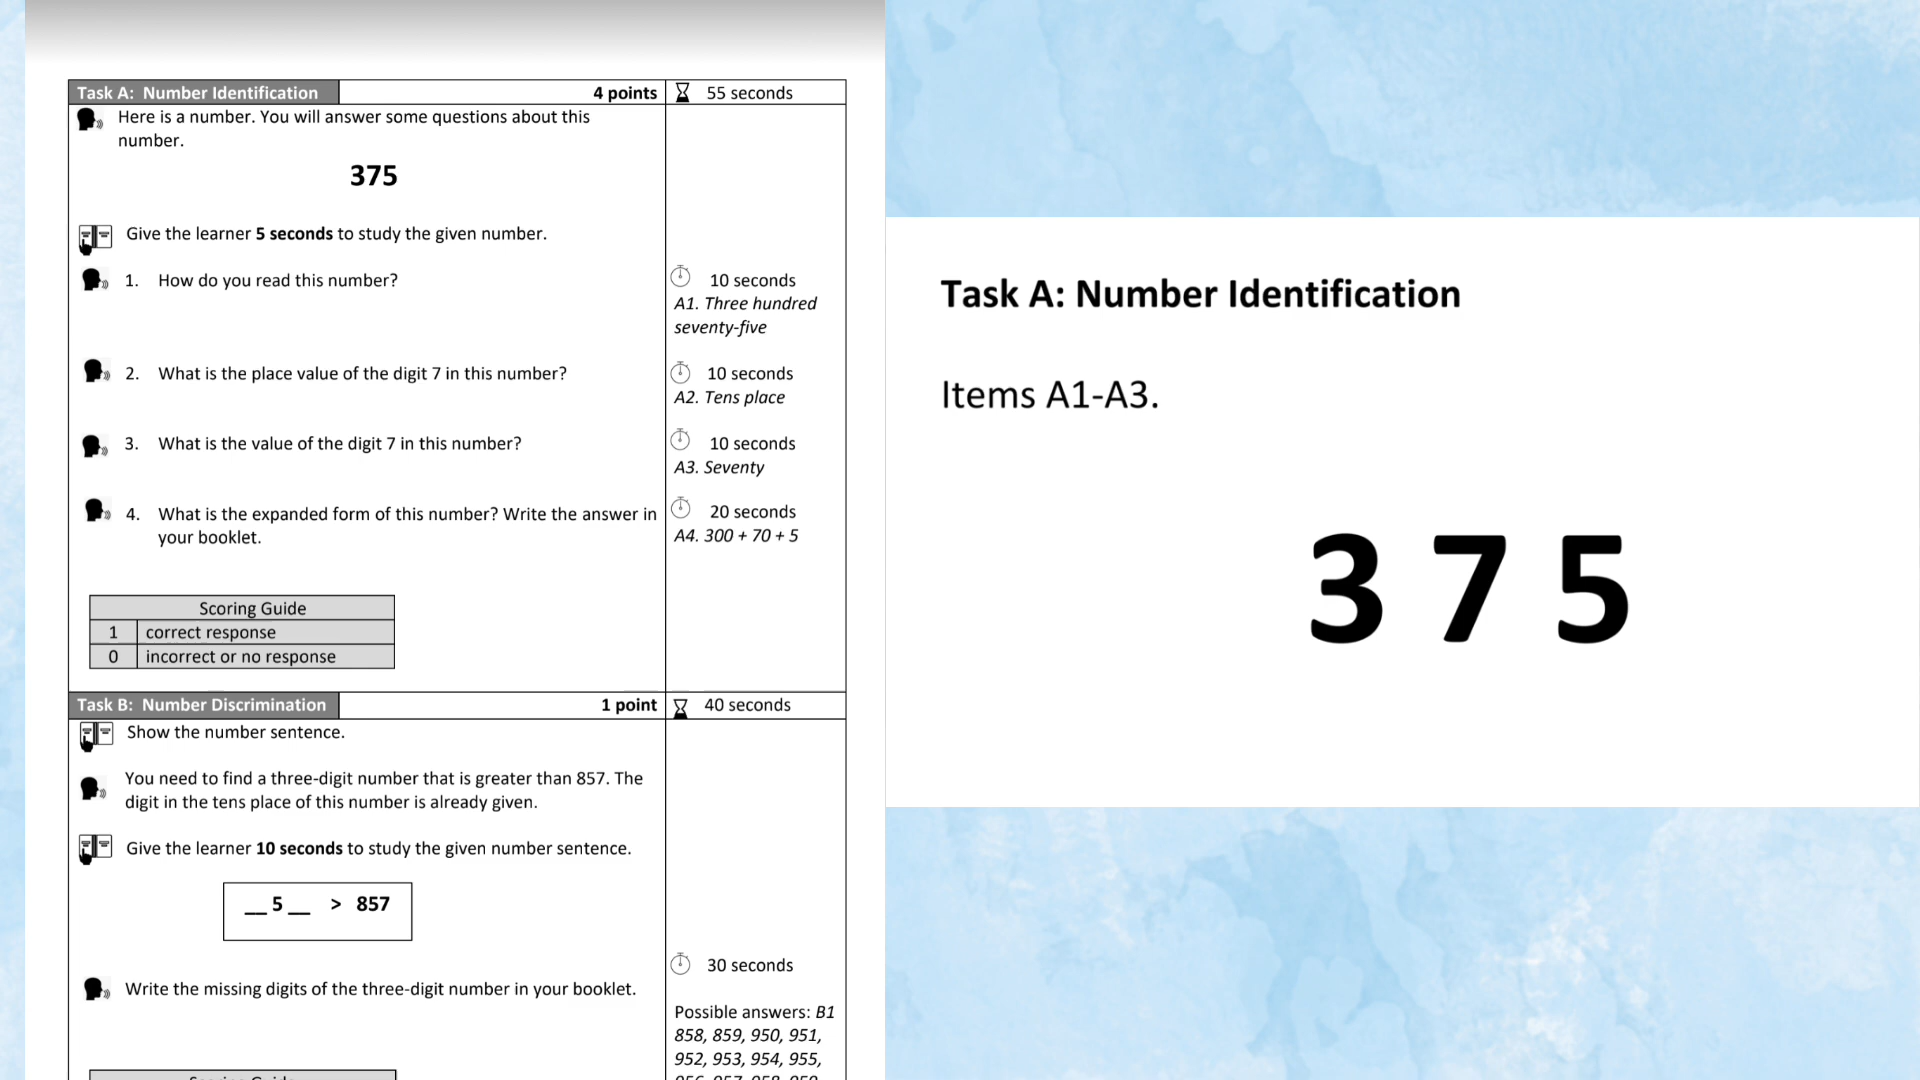 Task A: Number Identification 4 points 55 seconds
Here is a number. You will answer some questions about this
number.
375
Give the learner 5 seconds to study the given number.
1. How do you read this number? 10 seconds
A1. Three hundred
seventy-five
2. What is the place value of the digit 7 in this number? 10 seconds
A2. Tens place
3. What is the value of the digit 7 in this number? 10 seconds
A3. Seventy
4. What is the expanded form of this number? Write the answer in
your booklet.
20 seconds
A4. 300 + 70 + 5
Scoring Guide
1 correct response
0 incorrect or no response
Task B: Number Discrimination 1 point 40 seconds
Show the number sentence.
You need to find a three-digit number that is greater than 857. The
digit in the tens place of this number is already given.
Give the learner 10 seconds to study the given number sentence.
__ 5 __ > 857
30 seconds
Write the missing digits of the three-digit number in your booklet.
Possible answers: B1
858, 859, 950, 951,
952, 953, 954, 955,
Task A: Number Identification
Items A1-A3.
3 7 5